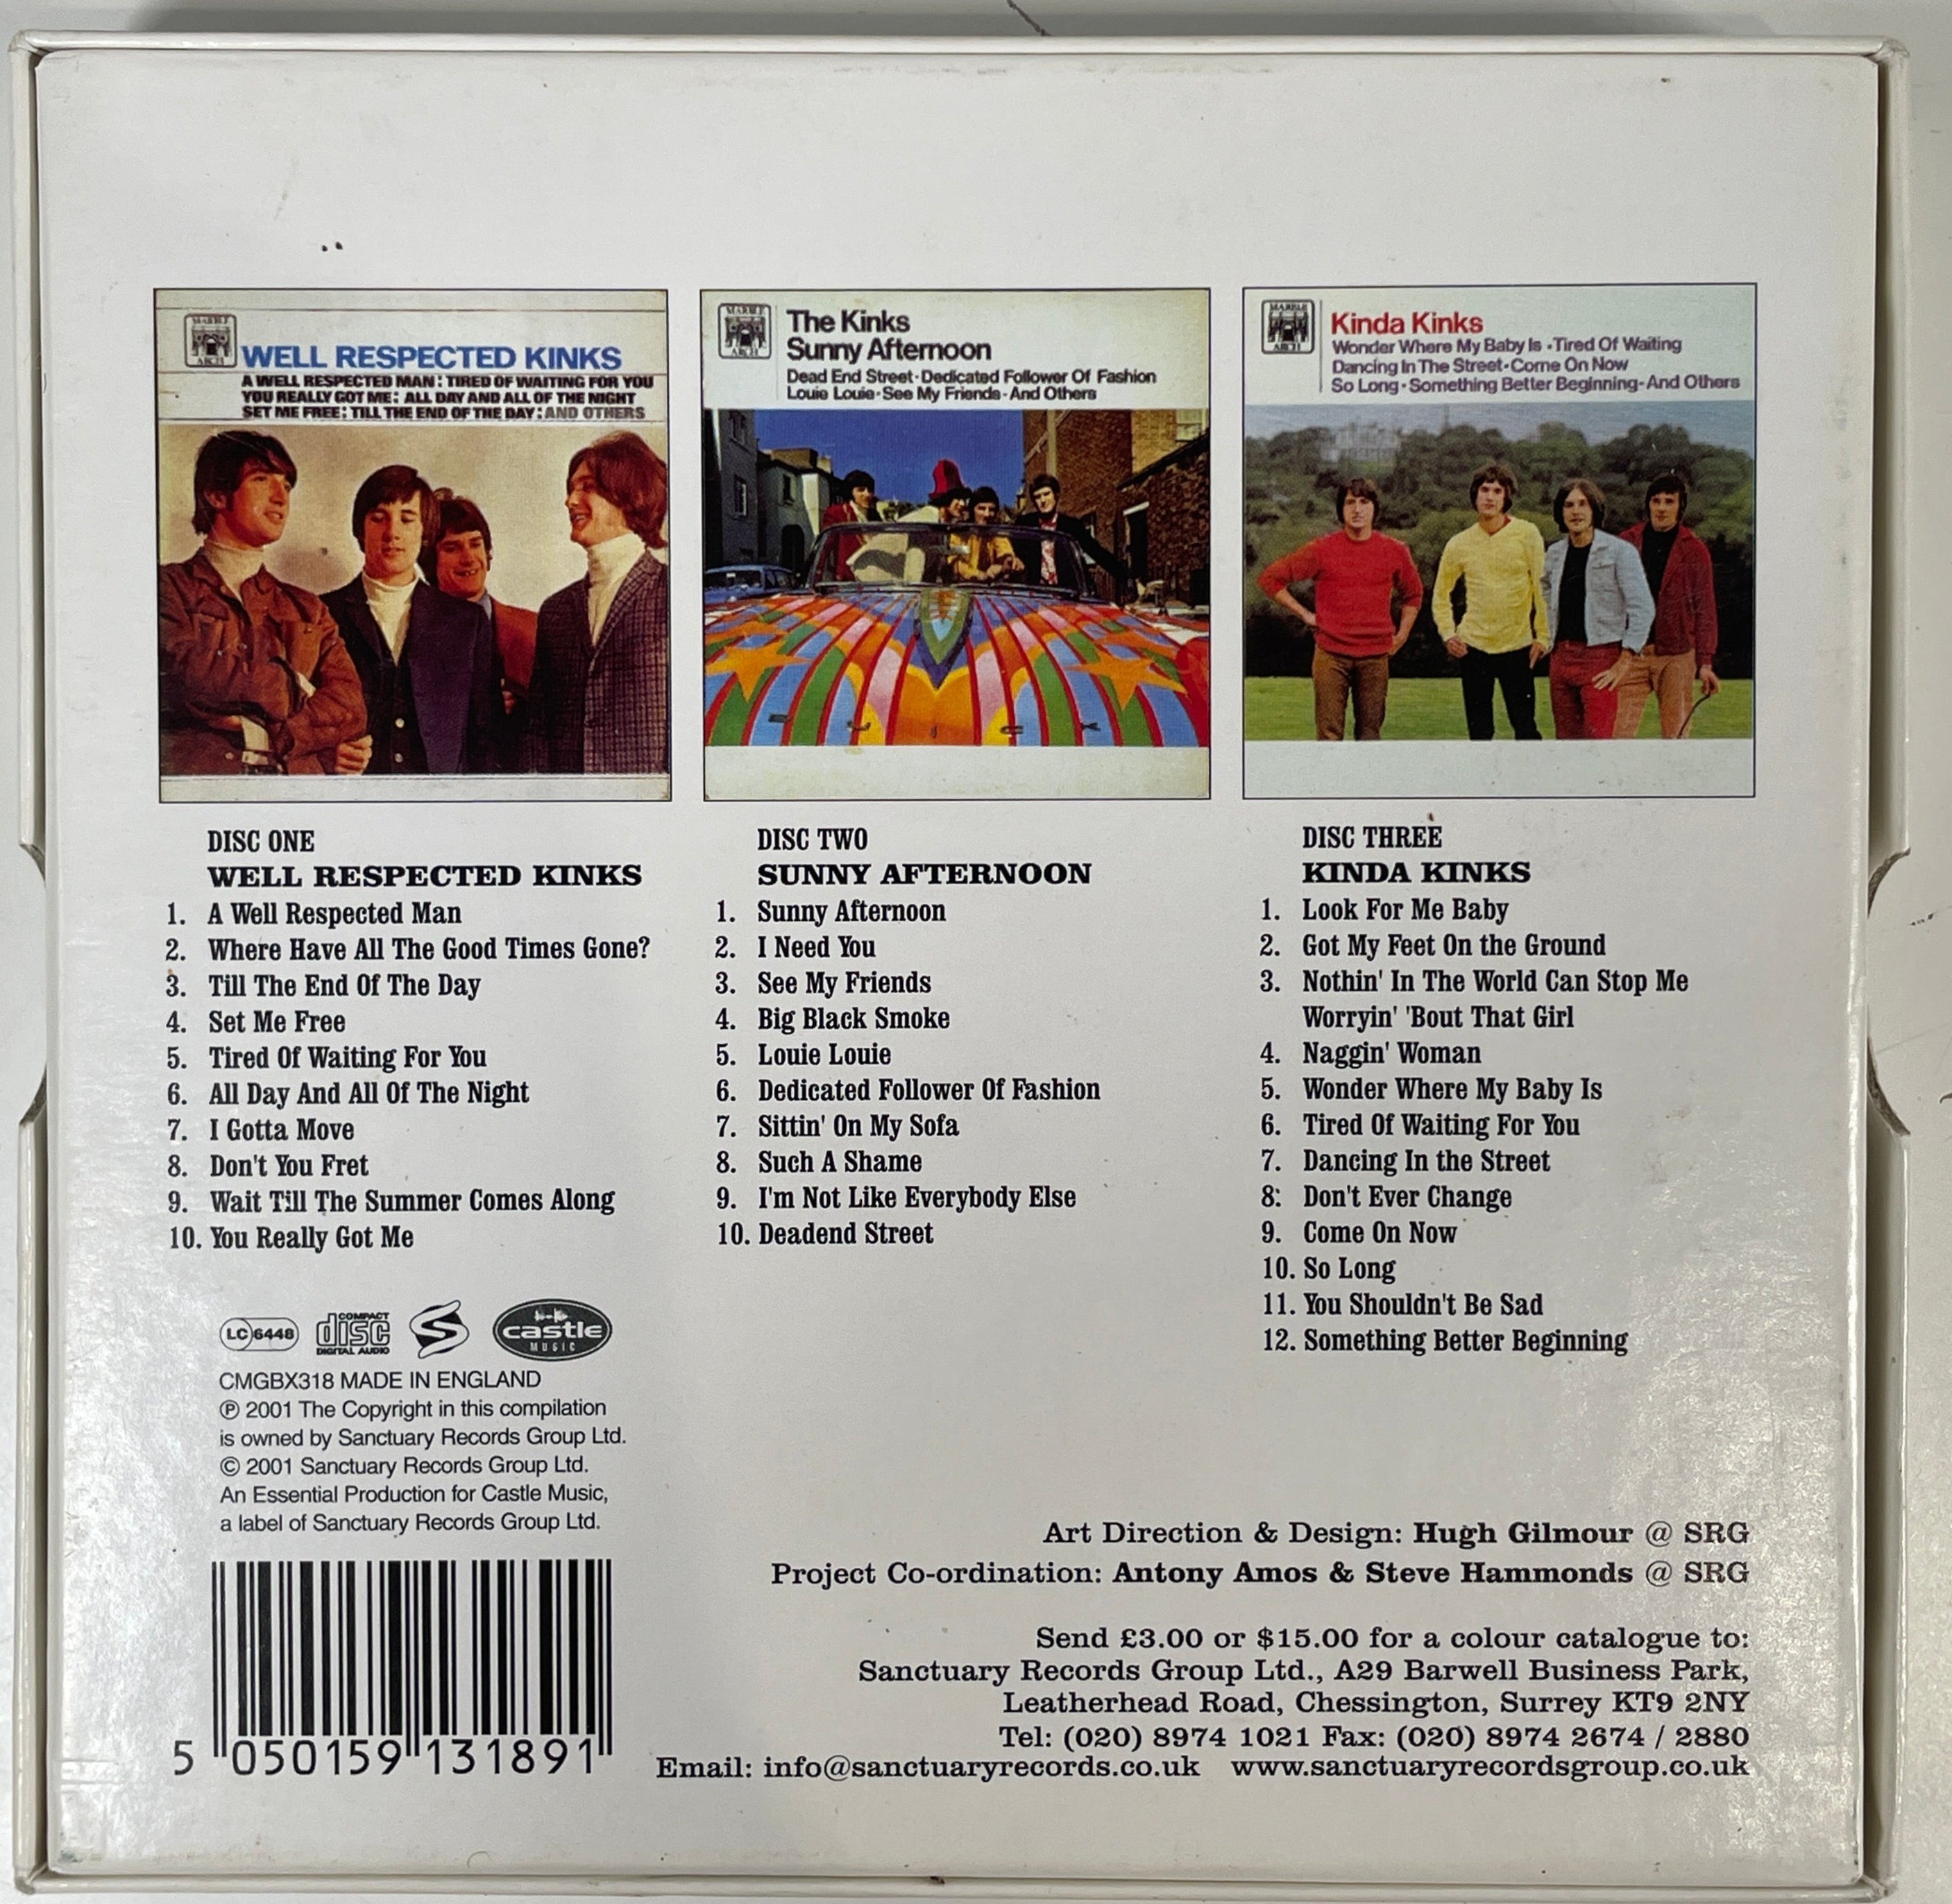 MARBLE
ARCH
WELL RESPECTED KINKS
A WELL RESPECTED MAN: TIRED OF WAITING FOR YOU
YOU REALLY GOT ME: ALL DAY AND ALL OF THE NIGHT
SET ME FREE: TILL THE END OF THE DAY: AND OTHERS
MARBLE
ARCH
The Kinks
Sunny Afternoon
Dead End Street·Dedicated Follower Of Fashion
Louie Louie·See My Friends·And Others
MARBLE
ARCH
Kinda Kinks
Wonder Where My Baby Is·Tired Of Waiting
Dancing In The Street·Come On Now
So Long·Something Better Beginning·And Others
DISC ONE
WELL RESPECTED KINKS
1. A Well Respected Man
2. Where Have All The Good Times Gone?
3. Till The End Of The Day
4. Set Me Free
5. Tired Of Waiting For You
6. All Day And All Of The Night
7. I Gotta Move
8. Don't You Fret
9. Wait Till The Summer Comes Along
10. You Really Got Me
DISC TWO
SUNNY AFTERNOON
1. Sunny Afternoon
2. I Need You
3. See My Friends
4. Big Black Smoke
5. Louie Louie
6. Dedicated Follower Of Fashion
7. Sittin' On My Sofa
8. Such A Shame
9. I'm Not Like Everybody Else
10. Deadend Street
DISC THREE
KINDA KINKS
1. Look For Me Baby
2. Got My Feet On the Ground
3. Nothin' In The World Can Stop Me
Worryin' 'Bout That Girl
4. Naggin' Woman
5. Wonder Where My Baby Is
6. Tired Of Waiting For You
7. Dancing In the Street
8. Don't Ever Change
9. Come On Now
10. So Long
11. You Shouldn't Be Sad
12. Something Better Beginning
LC 6448
COMPACT
disc
DIGITAL AUDIO
castle
MUSIC
CMGBX318 MADE IN ENGLAND
℗ 2001 The Copyright in this compilation
is owned by Sanctuary Records Group Ltd.
© 2001 Sanctuary Records Group Ltd.
An Essential Production for Castle Music,
a label of Sanctuary Records Group Ltd.
5 050159 131891
Art Direction & Design: Hugh Gilmour @ SRG
Project Co-ordination: Antony Amos & Steve Hammonds @ SRG
Send £3.00 or $15.00 for a colour catalogue to:
Sanctuary Records Group Ltd., A29 Barwell Business Park,
Leatherhead Road, Chessington, Surrey KT9 2NY
Tel: (020) 8974 1021 Fax: (020) 8974 2674 / 2880
Email: info@sanctuaryrecords.co.uk www.sanctuaryrecordsgroup.co.uk